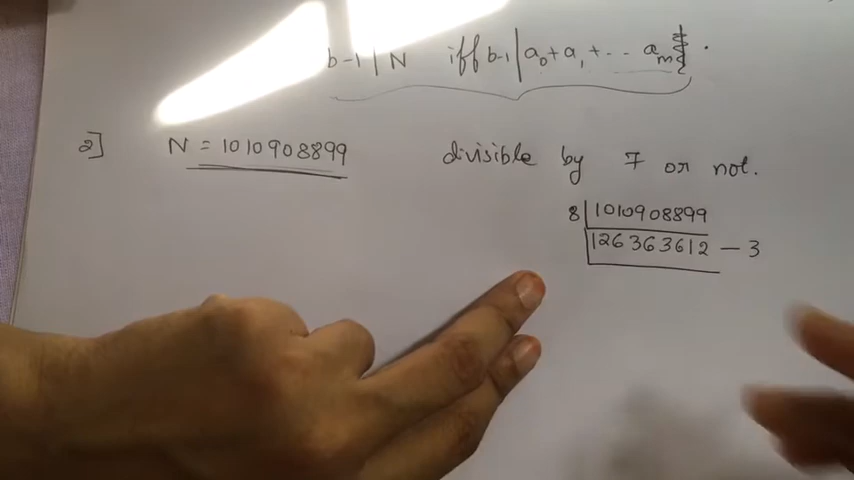 b-1 | N iff b-1 | a₀+a₁+... aₘ .
2] N = 1010908899 divisible by 7 or not.
8 | 1010908899
126363612 — 3